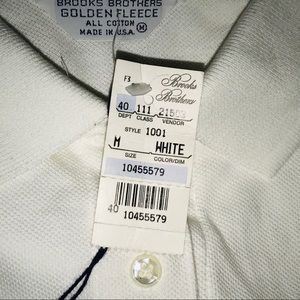 BROOKS BROTHERS
GOLDEN FLEECE
ALL COTTON
MADE IN U.S.A.
M
F3
Brooks
Brothers
40 111
DEPT CLASS VENDOR
STYLE 1001
M WHITE
SIZE COLOR/DIM
10455579
40 10455579